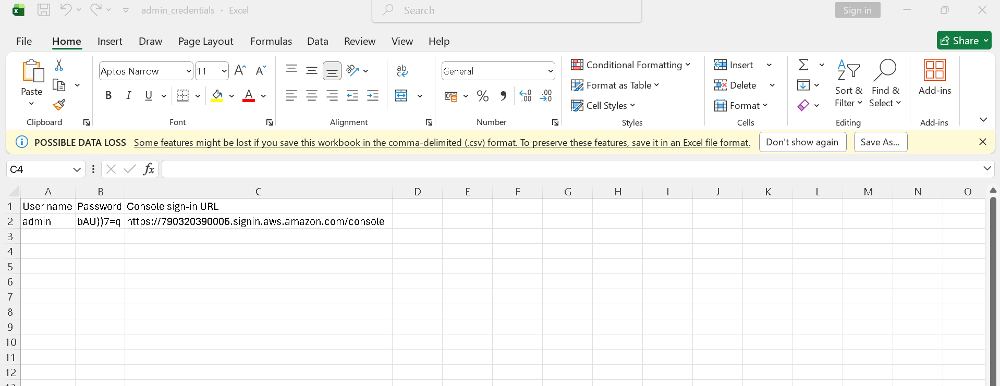 admin_credentials - Excel
Search
Sign in
File Home Insert Draw Page Layout Formulas Data Review View Help
Share
Paste
Clipboard
Aptos Narrow 11
B I U
Font
ab
Alignment
General
Number
Conditional Formatting
Format as Table
Cell Styles
Styles
Insert
Delete
Format
Cells
Sort &
Filter
Find &
Select
Editing
Add-ins
Add-ins
POSSIBLE DATA LOSS Some features might be lost if you save this workbook in the comma-delimited (.csv) format. To preserve these features, save it in an Excel file format. Don't show again Save As...
C4 fx
A B C D E F G H I J K L M N O
1 User name Password Console sign-in URL
2 admin bAU))7=q https://790320390006.signin.aws.amazon.com/console
3
4
5
6
7
8
9
10
11
12